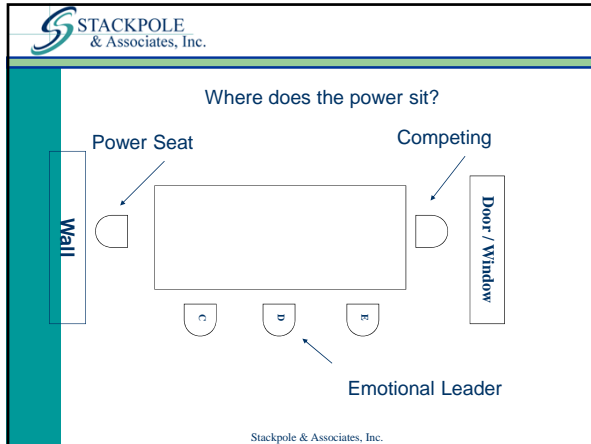 STACKPOLE
& Associates, Inc.
Where does the power sit?
Power Seat
Competing
Wall
Door / Window
C
D
E
Emotional Leader
Stackpole & Associates, Inc.